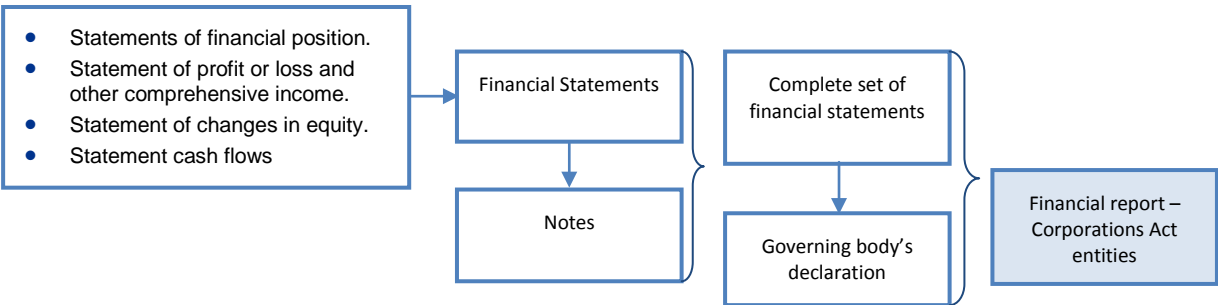 • Statements of financial position.
• Statement of profit or loss and
other comprehensive income.
• Statement of changes in equity.
• Statement cash flows
Financial Statements
Notes
Complete set of
financial statements
Governing body’s
declaration
Financial report –
Corporations Act
entities